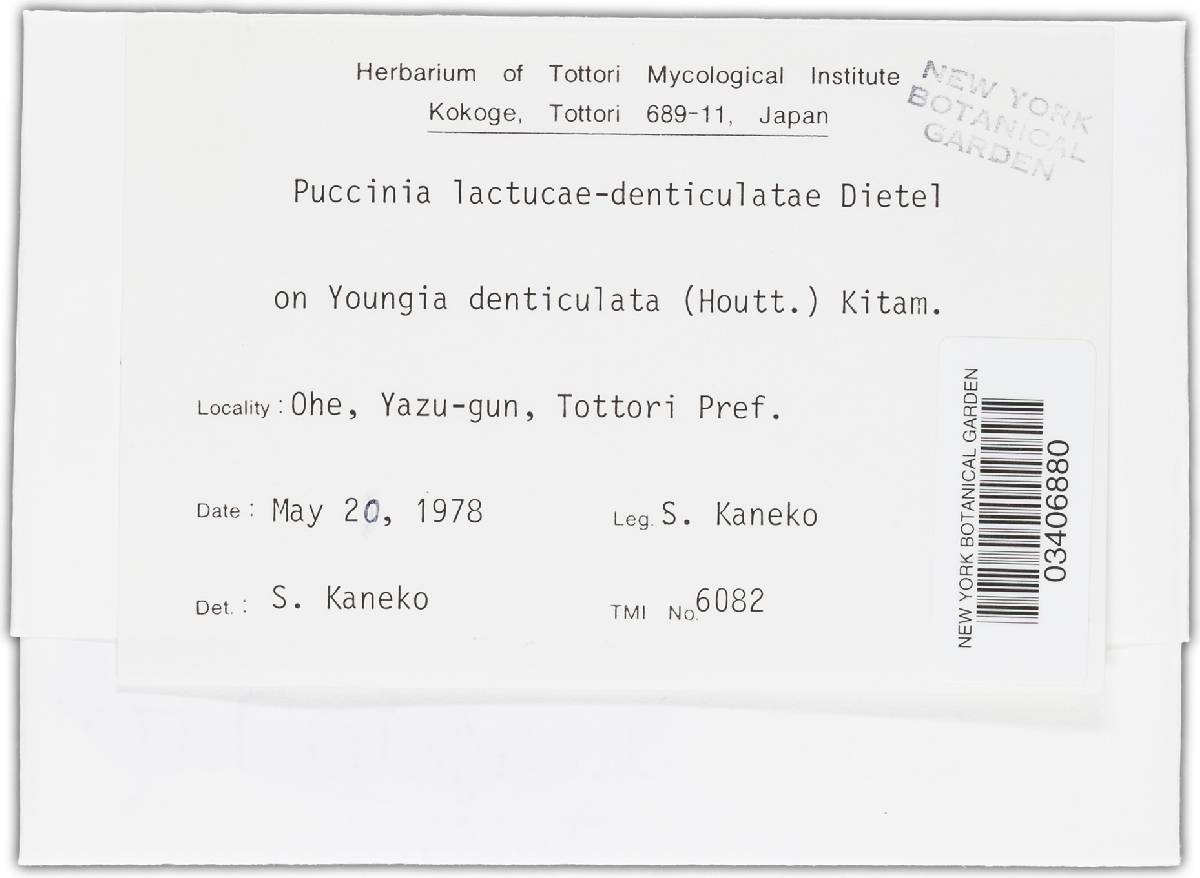 Herbarium of Tottori Mycological Institute
Kokoge, Tottori 689-11, Japan
NEW YORK
BOTANICAL
GARDEN
Puccinia lactucae-denticulatae Dietel
on Youngia denticulata (Houtt.) Kitam.
Locality : Ohe, Yazu-gun, Tottori Pref.
Date : May 20, 1978
Leg. S. Kaneko
Det. : S. Kaneko
TMI No. 6082
NEW YORK BOTANICAL GARDEN
03406880